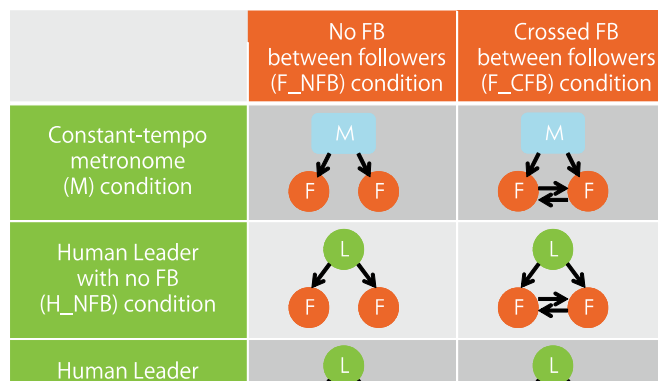 No FB
between followers
(F_NFB) condition
Crossed FB
between followers
(F_CFB) condition
Constant-tempo
metronome
(M) condition
M
F F
M
F F
Human Leader
with no FB
(H_NFB) condition
L
F F
L
F F
Human Leader
L
L